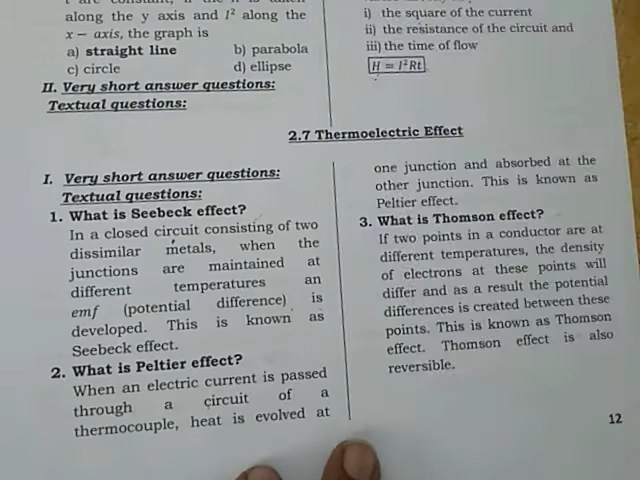 along the y axis and I² along the
x – axis, the graph is
a) straight line b) parabola
c) circle d) ellipse
II. Very short answer questions:
Textual questions:
i) the square of the current
ii) the resistance of the circuit and
iii) the time of flow
H = I²Rt
2.7 Thermoelectric Effect
I. Very short answer questions:
Textual questions:
1. What is Seebeck effect?
In a closed circuit consisting of two
dissimilar metals, when the
junctions are maintained at
different temperatures an
emf (potential difference) is
developed. This is known as
Seebeck effect.
2. What is Peltier effect?
When an electric current is passed
through a circuit of a
thermocouple, heat is evolved at
one junction and absorbed at the
other junction. This is known as
Peltier effect.
3. What is Thomson effect?
If two points in a conductor are at
different temperatures, the density
of electrons at these points will
differ and as a result the potential
differences is created between these
points. This is known as Thomson
effect. Thomson effect is also
reversible.
12